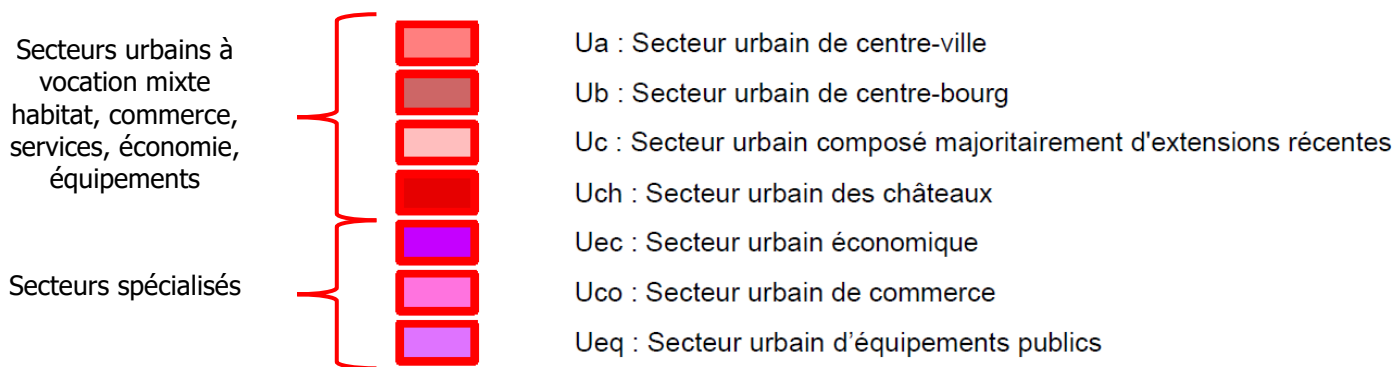 Secteurs urbains à
vocation mixte
habitat, commerce,
services, économie,
équipements
Secteurs spécialisés
Ua : Secteur urbain de centre-ville
Ub : Secteur urbain de centre-bourg
Uc : Secteur urbain composé majoritairement d'extensions récentes
Uch : Secteur urbain des châteaux
Uec : Secteur urbain économique
Uco : Secteur urbain de commerce
Ueq : Secteur urbain d’équipements publics